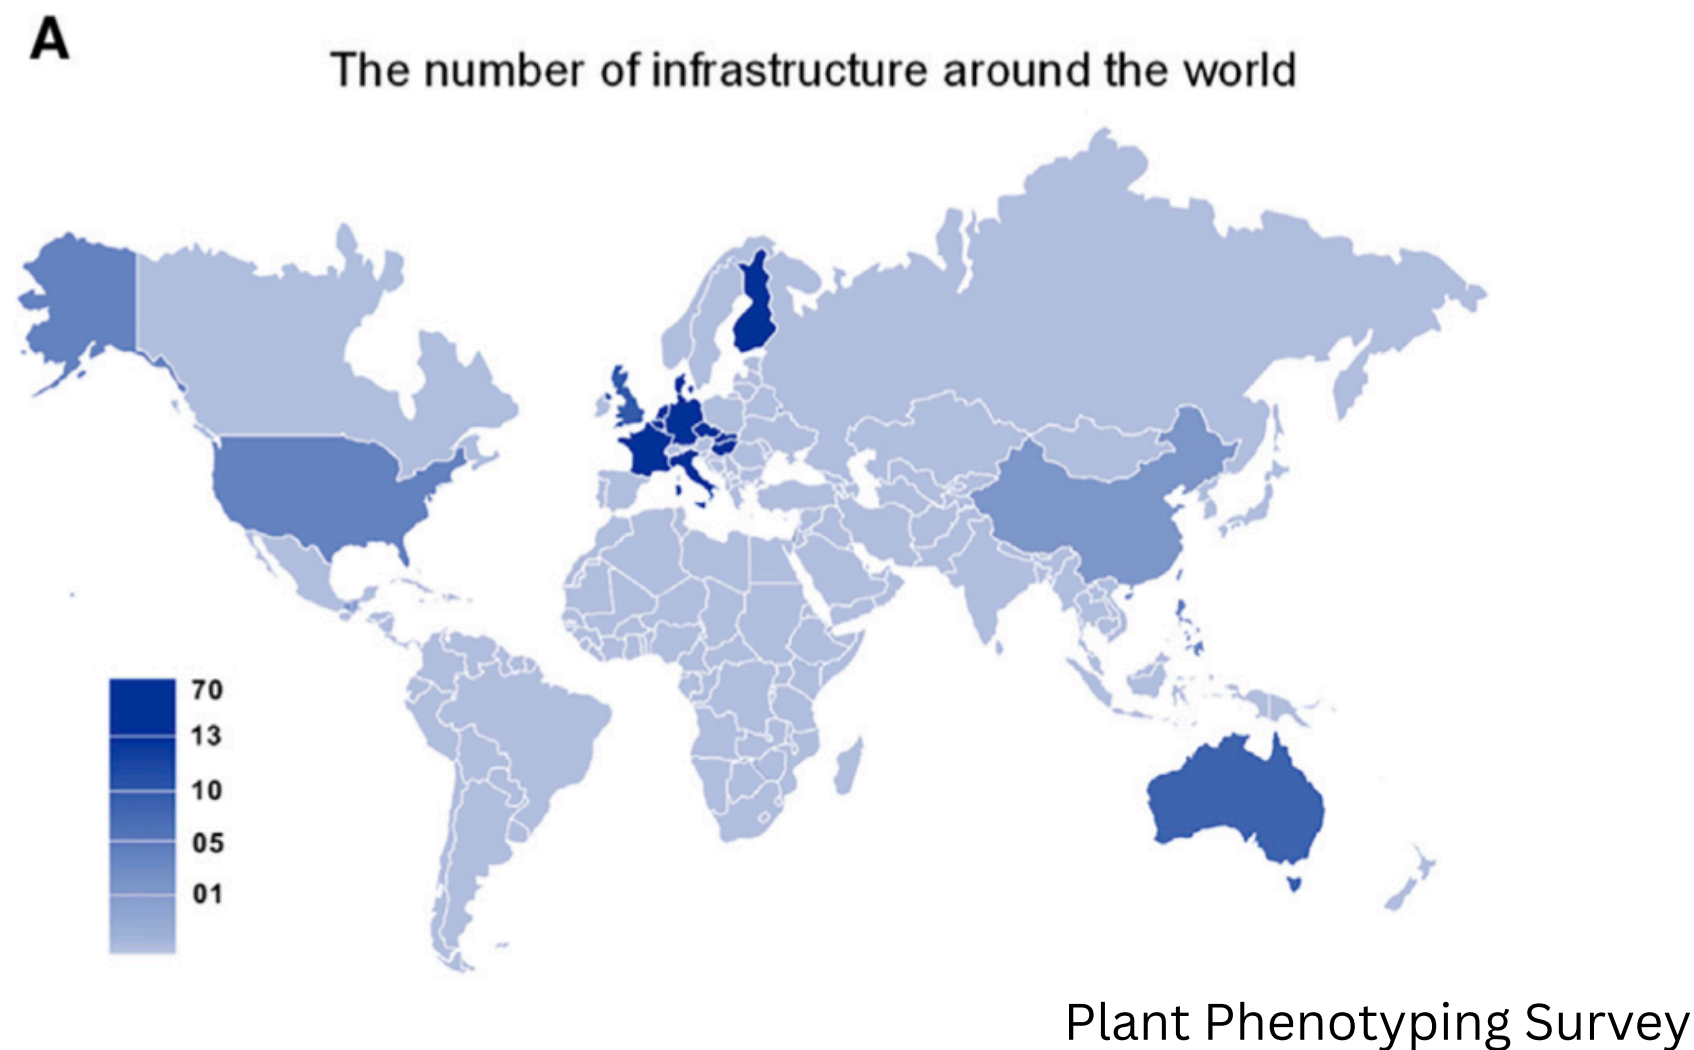 A
The number of infrastructure around the world
70
13
10
05
01
Plant Phenotyping Survey